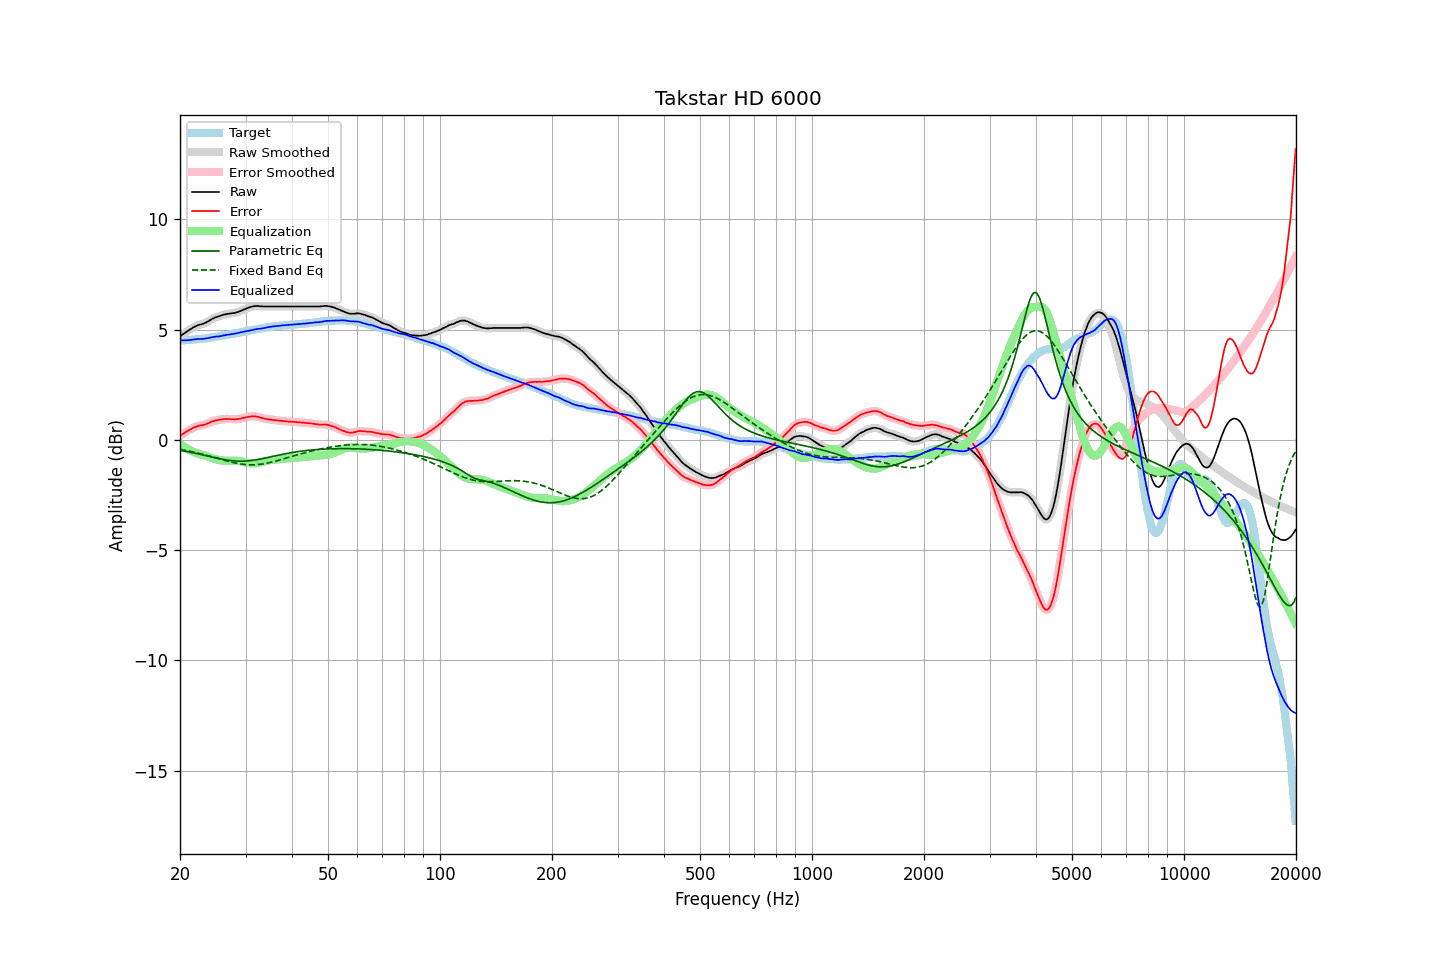 Takstar HD 6000
Target
Raw Smoothed
Error Smoothed
Raw
Error
Equalization
Parametric Eq
Fixed Band Eq
Equalized
10
5
0
−5
−10
−15
Amplitude (dBr)
20
50
100
200
500
1000
2000
5000
10000
20000
Frequency (Hz)